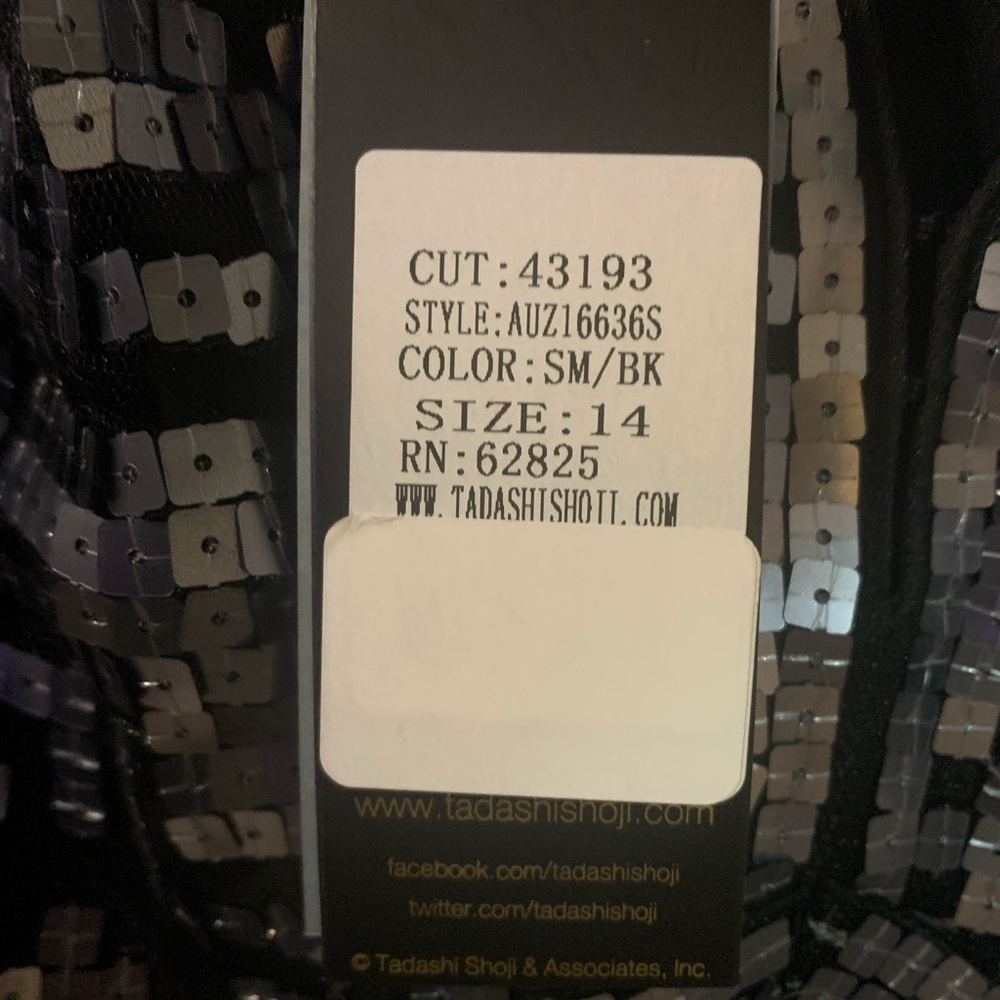 CUT:43193
STYLE:AUZ16636S
COLOR:SM/BK
SIZE:14
RN:62825
WWW.TADASHISHOJI.COM
www.tadashishoji.com
facebook.com/tadashishoji
twitter.com/tadashishoji
© Tadashi Shoji & Associates, Inc.